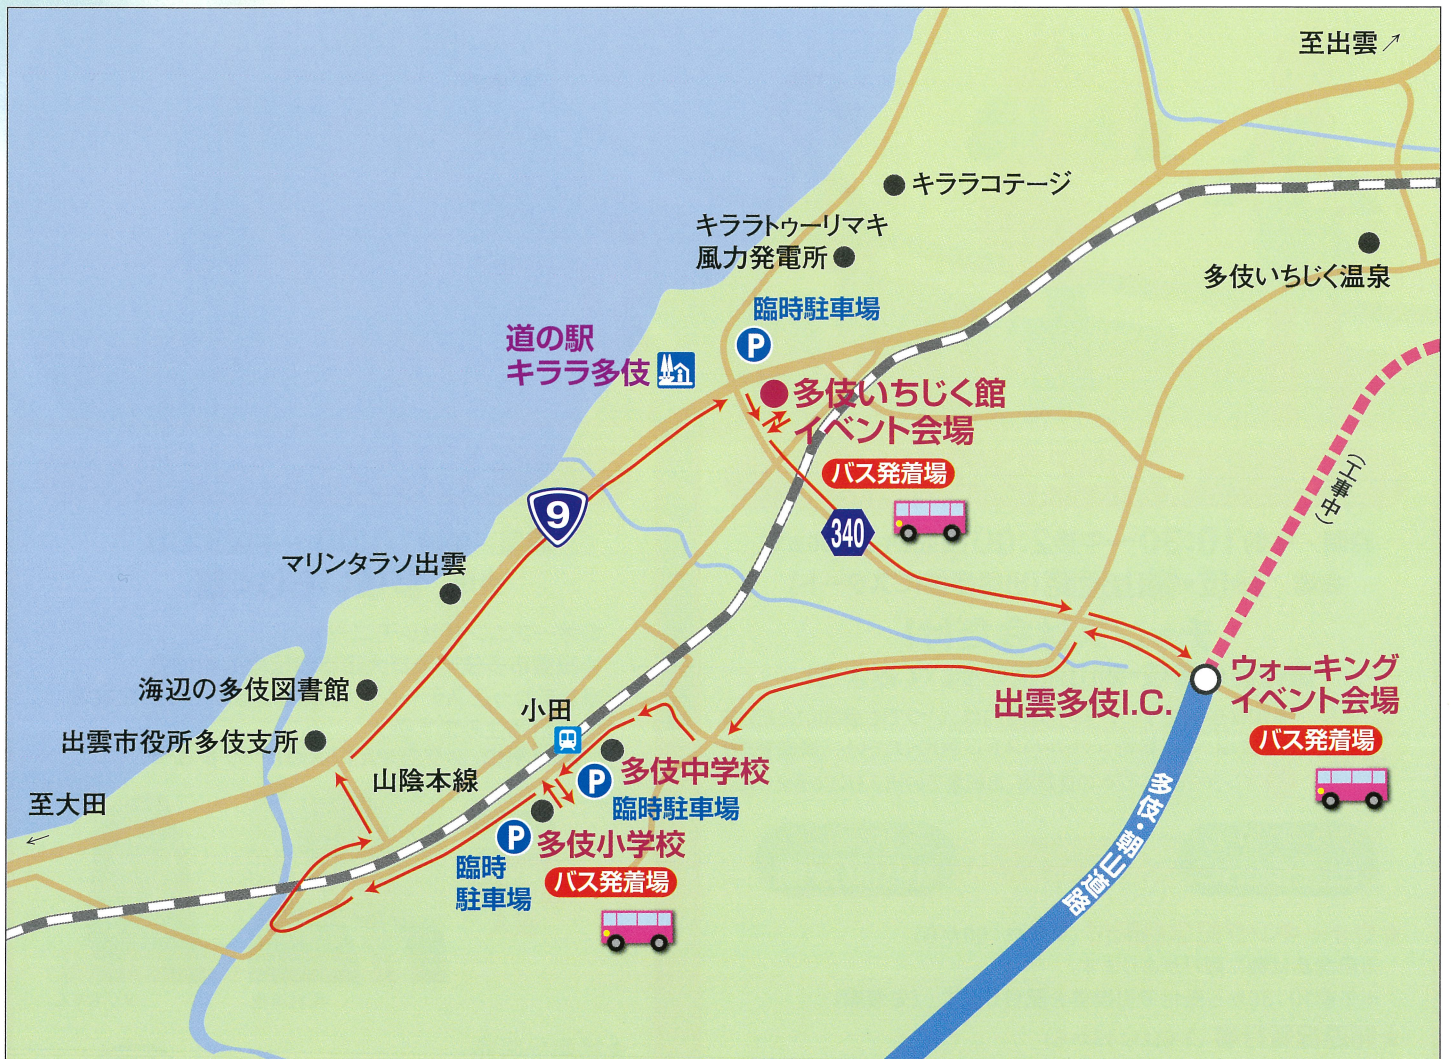 至出雲
キララコテージ
キララトゥーリマキ
風力発電所
多伎いちじく温泉
臨時駐車場
P
道の駅
キララ多伎
多伎いちじく館
イベント会場
バス発着場
(工事中)
9
340
マリンタラソ出雲
海辺の多伎図書館
出雲市役所多伎支所
小田
山陰本線
至大田
ウォーキング
イベント会場
出雲多伎I.C.
バス発着場
多伎中学校
P
臨時駐車場
P
多伎小学校
臨時
駐車場
バス発着場
多伎・朝山道路